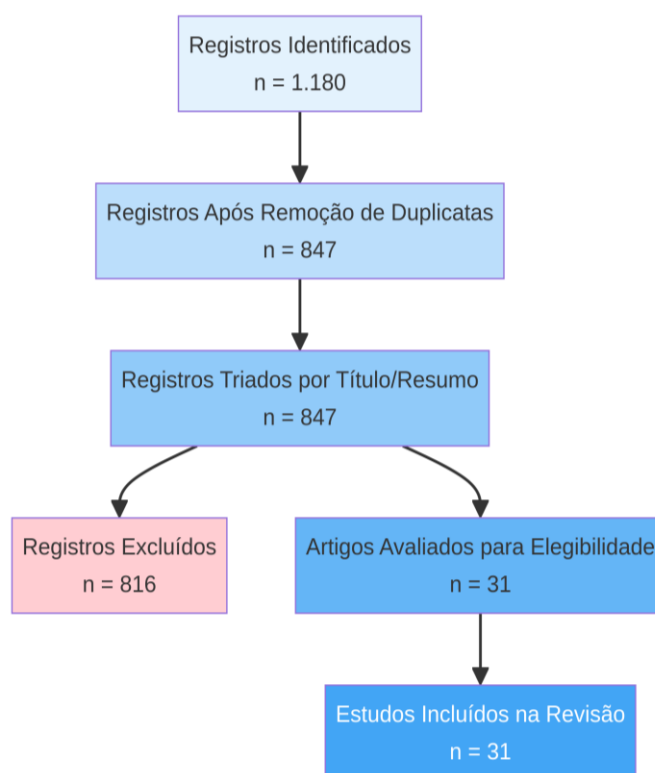 Registros Identificados
n = 1.180
Registros Após Remoção de Duplicatas
n = 847
Registros Triados por Título/Resumo
n = 847
Registros Excluídos
n = 816
Artigos Avaliados para Elegibilidade
n = 31
Estudos Incluídos na Revisão
n = 31